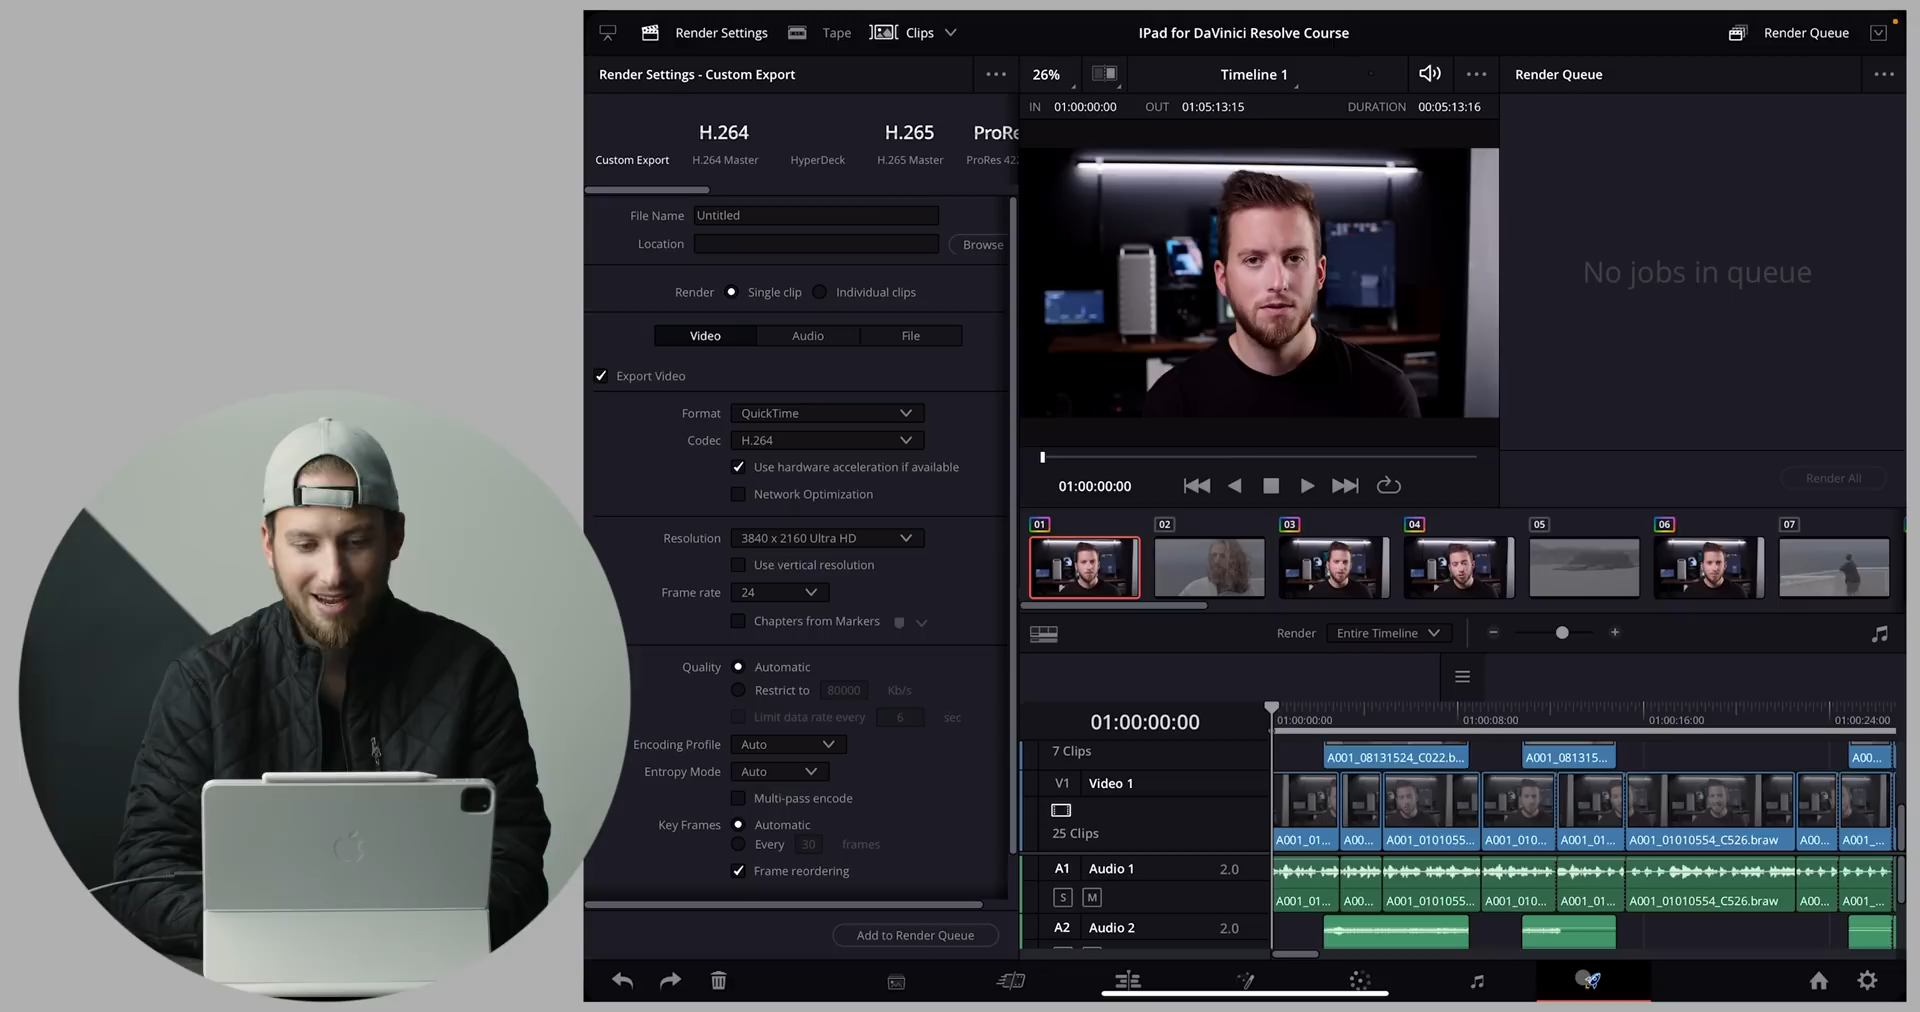 Render Settings
Tape
Clips
IPad for DaVinci Resolve Course
Render Queue
Render Settings - Custom Export
26%
Timeline 1
Render Queue
IN 01:00:00:00 OUT 01:05:13:15 DURATION 00:05:13:16
H.264
H.265
ProRe
Custom Export
H.264 Master
HyperDeck
H.265 Master
ProRes 422
File Name Untitled
Location
Browse
Render Single clip Individual clips
Video Audio File
Export Video
Format QuickTime
Codec H.264
Use hardware acceleration if available
Network Optimization
Resolution 3840 x 2160 Ultra HD
Use vertical resolution
Frame rate 24
Chapters from Markers
Quality Automatic
Restrict to 80000 Kb/s
Limit data rate every 6 sec
Encoding Profile Auto
Entropy Mode Auto
Multi-pass encode
Key Frames Automatic
Every 30 frames
Frame reordering
Add to Render Queue
No jobs in queue
Render All
01:00:00:00
01 02 03 04 05 06 07
Render Entire Timeline
01:00:00:00
01:00:00:00 01:00:08:00 01:00:16:00 01:00:24:00
7 Clips
A001_08131524_C022.b... A001_081315... A00...
V1 Video 1
25 Clips
A001_01... A00... A001_0101055... A001_010... A001_01... A001_01010554_C526.braw A00... A001_...
A1 Audio 1 2.0
S M
A001_01... A00... A001_0101055... A001_010... A001_01... A001_01010554_C526.braw A00... A001_...
A2 Audio 2 2.0